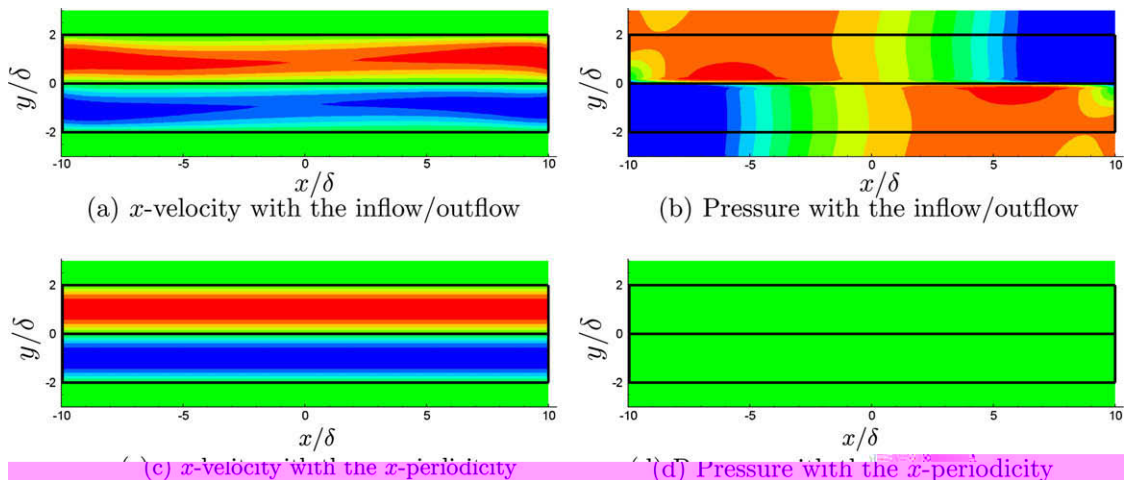 y/δ
2
0
-2
-10
-5
0
5
10
x/δ
(a) x-velocity with the inflow/outflow
y/δ
2
0
-2
-10
-5
0
5
10
x/δ
(b) Pressure with the inflow/outflow
y/δ
2
0
-2
-10
-5
0
5
10
x/δ
(c) x-velocity with the x-periodicity
y/δ
2
0
-2
-10
-5
0
5
10
x/δ
(d) Pressure with the x-periodicity